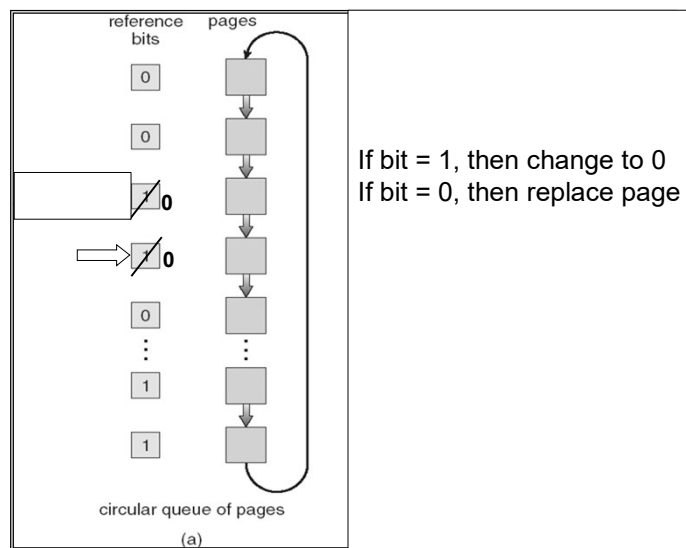 reference bits
pages
0
0
1 0
1 0
0
1
1
circular queue of pages
(a)
If bit = 1, then change to 0
If bit = 0, then replace page